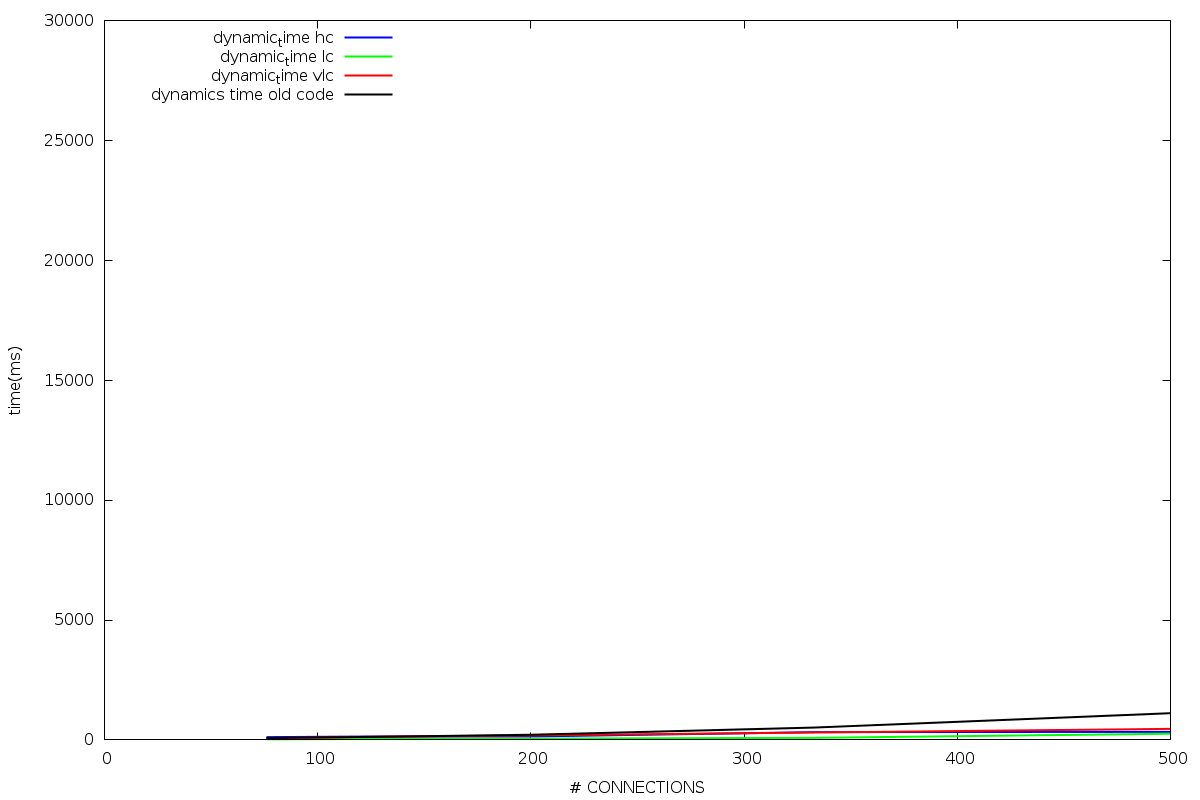 30000
dynamic_time hc
dynamic_time lc
25000
dynamic_time vlc
dynamics time old code
20000
time(ms)
15000
10000
5000
0
0 100 200 300 400 500
# CONNECTIONS